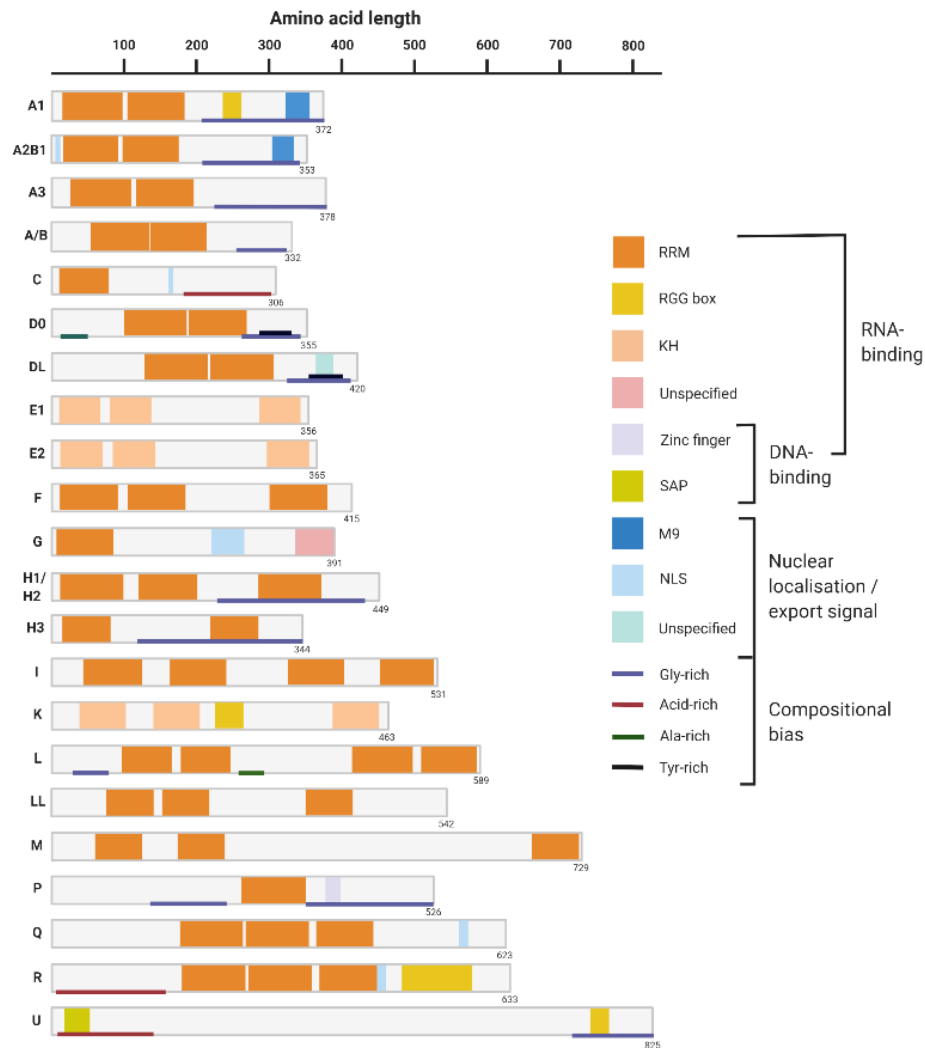 Amino acid length
100 200 300 400 500 600 700 800
A1
372
A2B1
353
A3
378
A/B
332
C
306
D0
355
DL
420
E1
356
E2
365
F
415
G
391
H1/
H2
449
H3
344
I
531
K
463
L
589
LL
542
M
729
P
526
Q
623
R
633
U
825
RRM
RGG box
KH
Unspecified
Zinc finger
SAP
M9
NLS
Unspecified
Gly-rich
Acid-rich
Ala-rich
Tyr-rich
RNA-
binding
DNA-
binding
Nuclear
localisation /
export signal
Compositional
bias